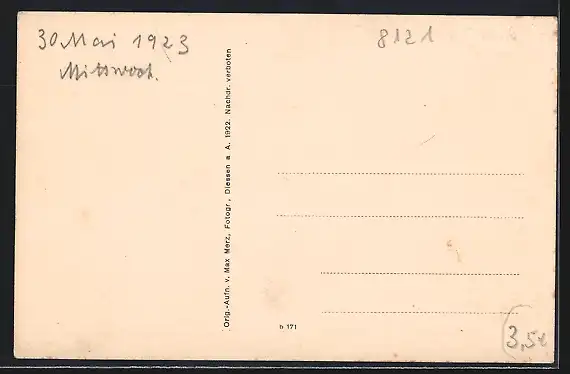 30 Mai 1923
Mittwoch.
8121
Orig.-Aufn. v. Max Merz, Fotogr., Diessen a A. 1922. Nachdr. verboten
b 171
3,50